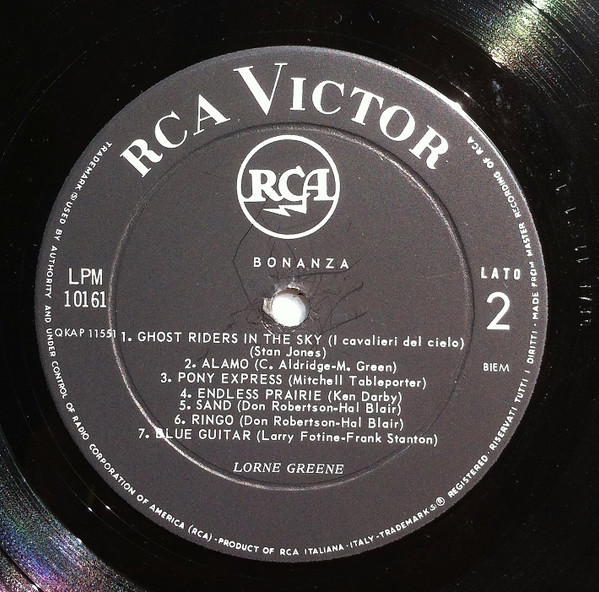 RCA VICTOR
RCA
BONANZA
LPM
10161
LATO
2
QKAP 11551
BIEM
1. GHOST RIDERS IN THE SKY (I cavalieri del cielo)
(Stan Jones)
2. ALAMO (C. Aldridge-M. Green)
3. PONY EXPRESS (Mitchell Tableporter)
4. ENDLESS PRAIRIE (Ken Darby)
5. SAND (Don Robertson-Hal Blair)
6. RINGO (Don Robertson-Hal Blair)
7. BLUE GUITAR (Larry Fotine-Frank Stanton)
LORNE GREENE
TRADEMARK ® USED BY AUTHORITY AND UNDER CONTROL OF RADIO CORPORATION OF AMERICA (RCA) - PRODUCT OF RCA ITALIANA - ITALY - TRADEMARKS ® REGISTERED - RISERVATI TUTTI I DIRITTI - MADE FROM MASTER RECORDING OF RCA